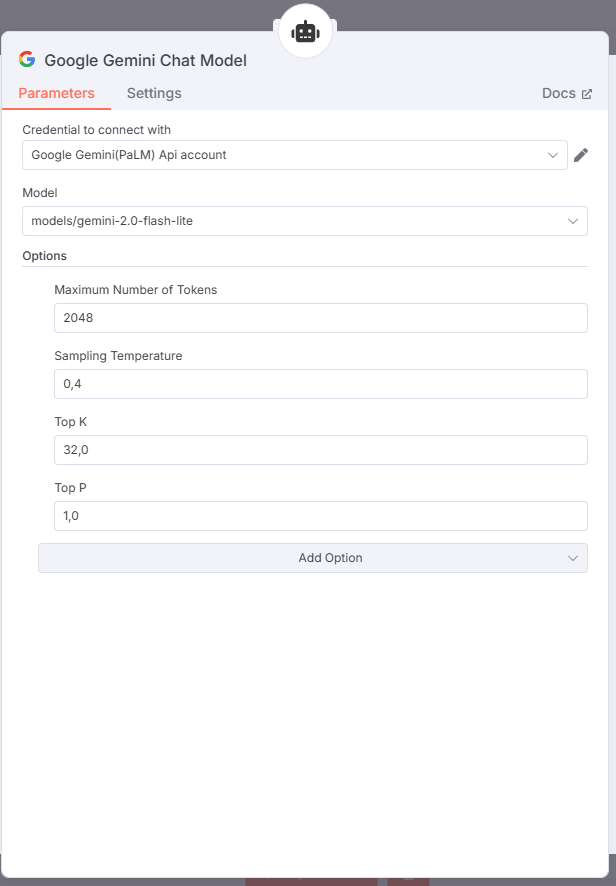 Google Gemini Chat Model
Parameters Settings Docs
Credential to connect with
Google Gemini(PaLM) Api account
Model
models/gemini-2.0-flash-lite
Options
Maximum Number of Tokens
2048
Sampling Temperature
0,4
Top K
32,0
Top P
1,0
Add Option